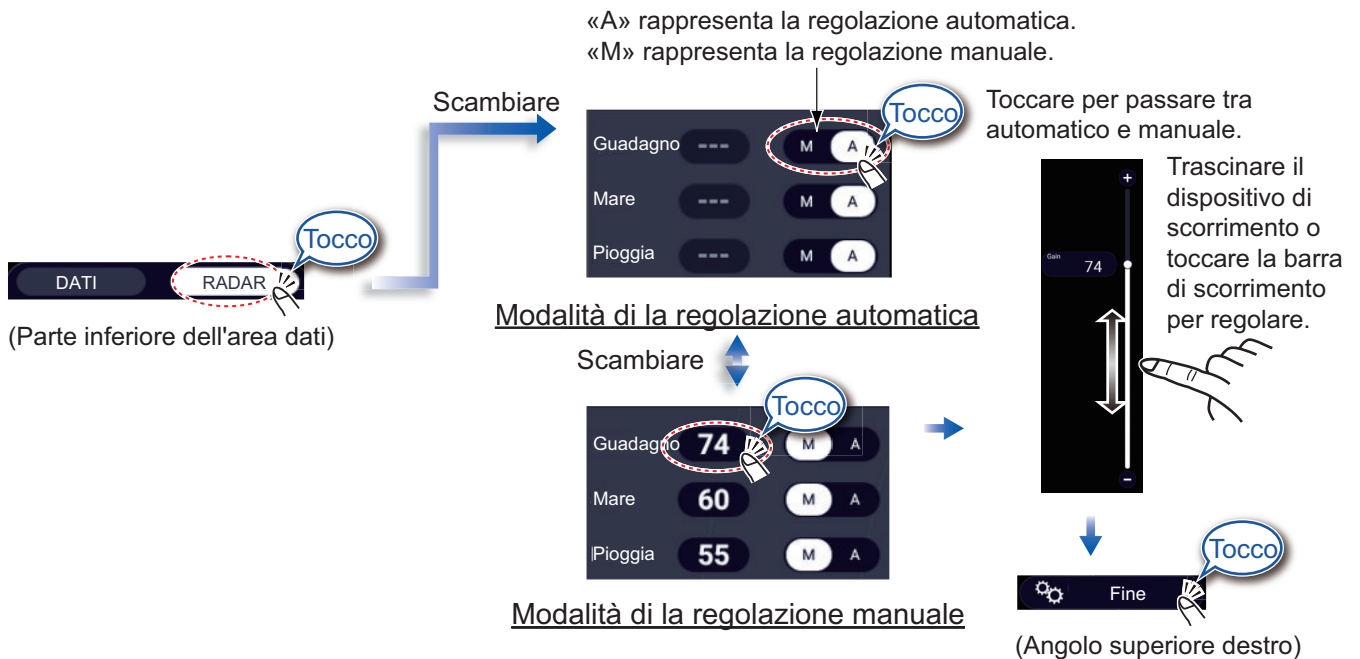 «A» rappresenta la regolazione automatica.
«M» rappresenta la regolazione manuale.
Scambiare
Tocco
Toccare per passare tra
automatico e manuale.
Guadagno --- M A
Mare --- M A
Pioggia --- M A
Modalità di la regolazione automatica
Tocco
DATI RADAR
(Parte inferiore dell'area dati)
Scambiare
Tocco
Guadagno 74 M A
Mare 60 M A
Pioggia 55 M A
Modalità di la regolazione manuale
+
Gain 74
-
Trascinare il
dispositivo di
scorrimento o
toccare la barra
di scorrimento
per regolare.
Tocco
Fine
(Angolo superiore destro)